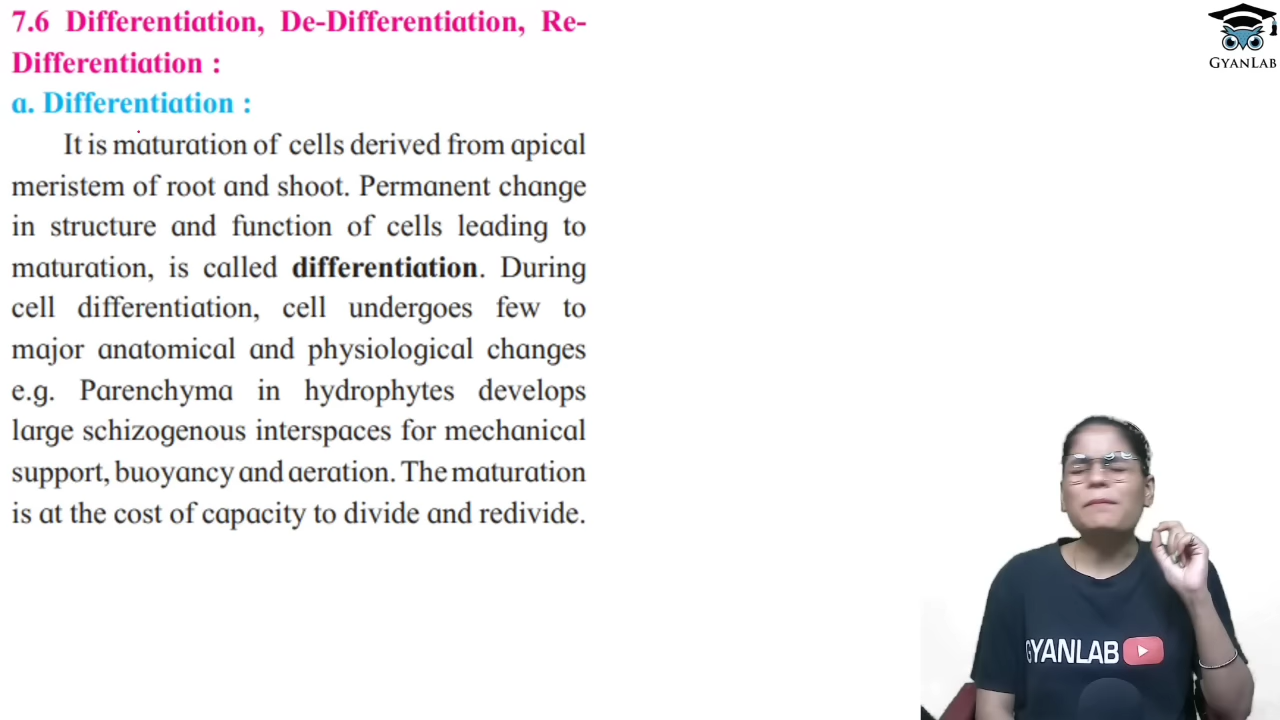 7.6 Differentiation, De-Differentiation, Re-
Differentiation :
a. Differentiation :
It is maturation of cells derived from apical
meristem of root and shoot. Permanent change
in structure and function of cells leading to
maturation, is called differentiation. During
cell differentiation, cell undergoes few to
major anatomical and physiological changes
e.g. Parenchyma in hydrophytes develops
large schizogenous interspaces for mechanical
support, buoyancy and aeration. The maturation
is at the cost of capacity to divide and redivide.
GYANLAB
GYANLAB